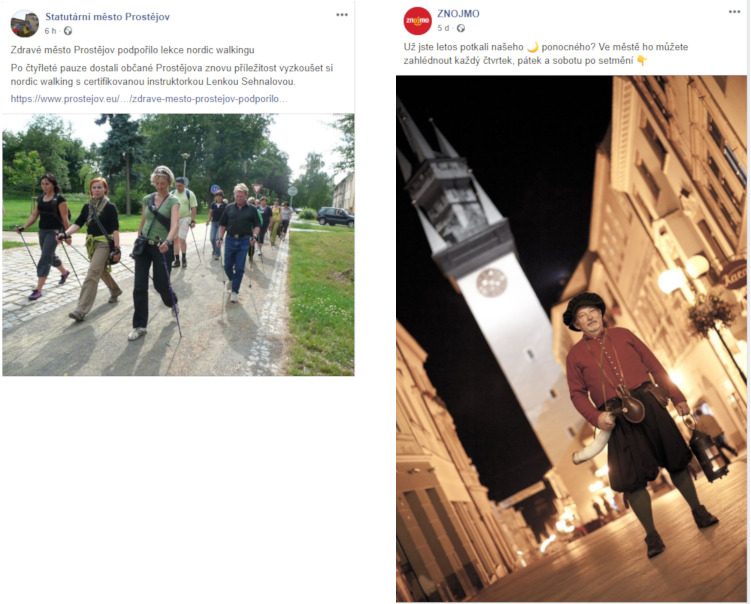 Statutární město Prostějov
6 h ·
Zdravé město Prostějov podpořilo lekce nordic walkingu
Po čtyřleté pauze dostali občané Prostějova znovu příležitost vyzkoušet si
nordic walking s certifikovanou instruktorkou Lenkou Sehnalovou.
https://www.prostejov.eu/…/zdrave-mesto-prostejov-podporilo…
znojmo
ZNOJMO
5 d ·
Už jste letos potkali našeho 🌙 ponocného? Ve městě ho můžete
zahlédnout každý čtvrtek, pátek a sobotu po setmění 👇